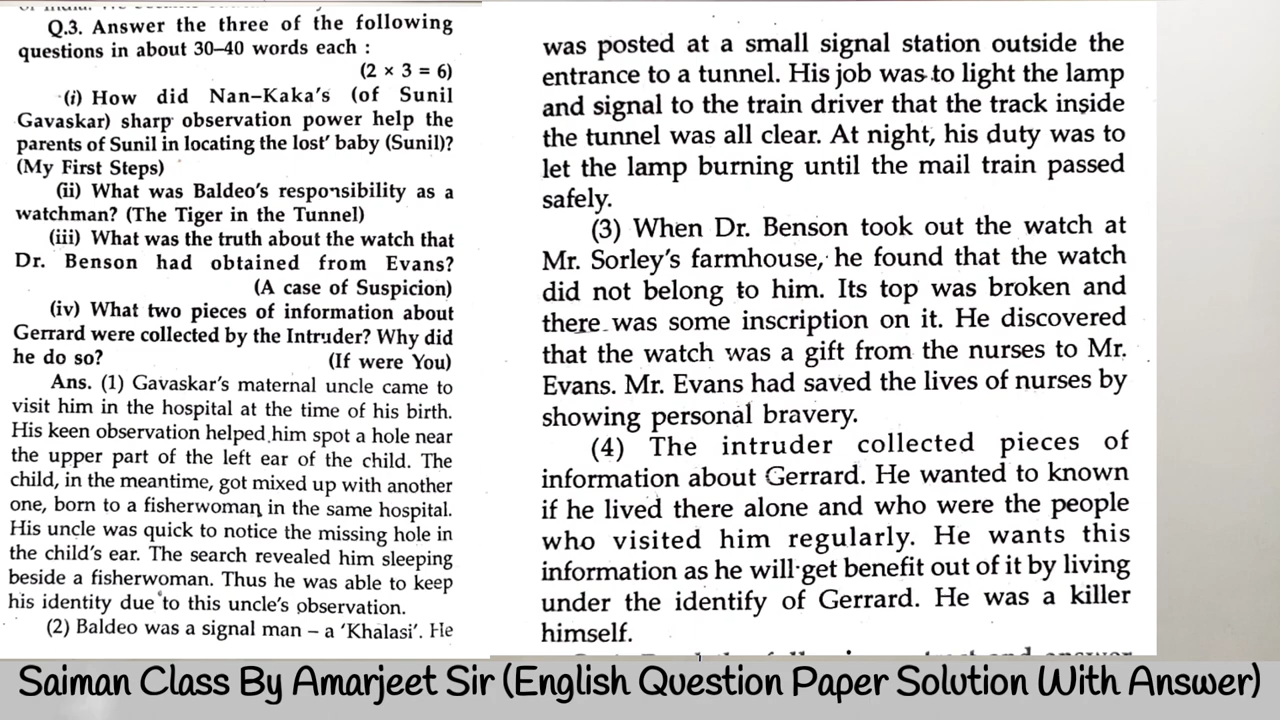 Q.3. Answer the three of the following
questions in about 30–40 words each :
(2 × 3 = 6)
(i) How did Nan–Kaka's (of Sunil
Gavaskar) sharp observation power help the
parents of Sunil in locating the lost' baby (Sunil)?
(My First Steps)
(ii) What was Baldeo's responsibility as a
watchman? (The Tiger in the Tunnel)
(iii) What was the truth about the watch that
Dr. Benson had obtained from Evans?
(A case of Suspicion)
(iv) What two pieces of information about
Gerrard were collected by the Intruder? Why did
he do so? (If were You)
Ans. (1) Gavaskar's maternal uncle came to
visit him in the hospital at the time of his birth.
His keen observation helped him spot a hole near
the upper part of the left ear of the child. The
child, in the meantime, got mixed up with another
one, born to a fisherwoman in the same hospital.
His uncle was quick to notice the missing hole in
the child's ear. The search revealed him sleeping
beside a fisherwoman. Thus he was able to keep
his identity due to this uncle's observation.
(2) Baldeo was a signal man – a 'Khalasi'. He
was posted at a small signal station outside the
entrance to a tunnel. His job was to light the lamp
and signal to the train driver that the track inside
the tunnel was all clear. At night, his duty was to
let the lamp burning until the mail train passed
safely.
(3) When Dr. Benson took out the watch at
Mr. Sorley's farmhouse, he found that the watch
did not belong to him. Its top was broken and
there was some inscription on it. He discovered
that the watch was a gift from the nurses to Mr.
Evans. Mr. Evans had saved the lives of nurses by
showing personal bravery.
(4) The intruder collected pieces of
information about Gerrard. He wanted to known
if he lived there alone and who were the people
who visited him regularly. He wants this
information as he will get benefit out of it by living
under the identify of Gerrard. He was a killer
himself.
Saiman Class By Amarjeet Sir (English Question Paper Solution With Answer)